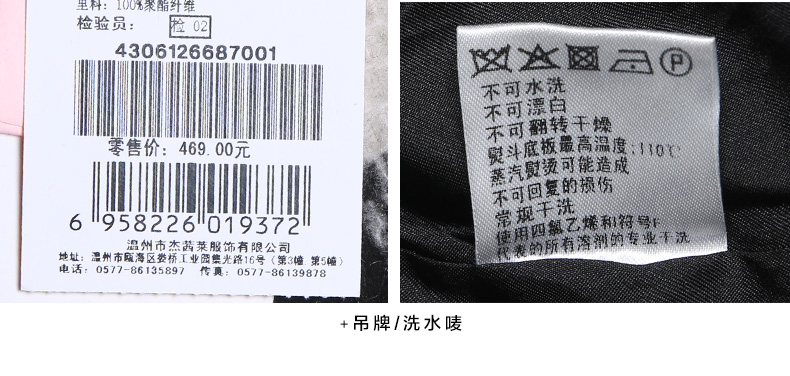 里料：100%聚酯纤维
检验员： 检 02
4306126687001
零售价：469.00元
6 958226 019372
温州市杰茜莱服饰有限公司
地址：温州市瓯海区娄桥工业园集光路16号（第3幢 第5幢）
电话：0577-86135897 传真：0577-86139878
P
不可水洗
不可漂白
不可翻转干燥
熨斗底板最高温度:110℃
蒸汽熨烫可能造成
不可回复的损伤
常规干洗
使用四氯乙烯和符号F
代表的所有溶剂的专业干洗
+吊牌/洗水唛